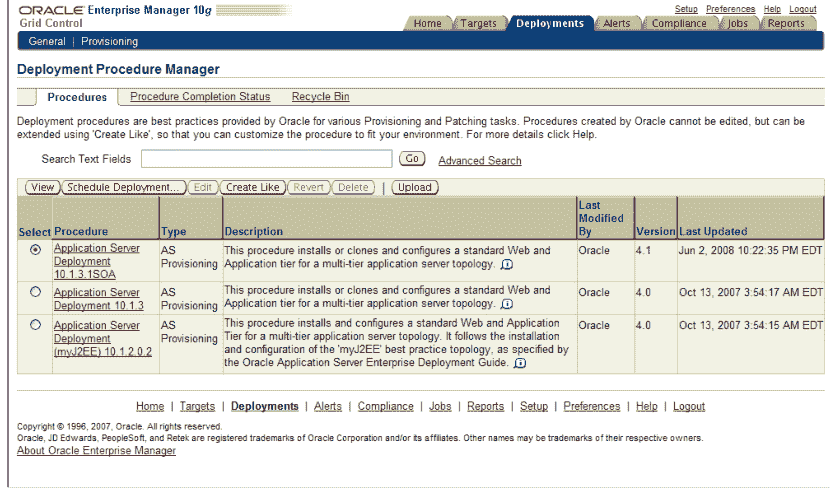 ORACLE Enterprise Manager 10g
Grid Control
Setup Preferences Help Logout
Home Targets Deployments Alerts Compliance Jobs Reports
General | Provisioning
Deployment Procedure Manager
Procedures Procedure Completion Status Recycle Bin
Deployment procedures are best practices provided by Oracle for various Provisioning and Patching tasks. Procedures created by Oracle cannot be edited, but can be
extended using 'Create Like', so that you can customize the procedure to fit your environment. For more details click Help.
Search Text Fields Go Advanced Search
View Schedule Deployment... Edit Create Like Revert Delete | Upload
Select Procedure Type Description Last Modified By Version Last Updated
Application Server Deployment 10.1.3.1SOA
AS Provisioning
This procedure installs or clones and configures a standard Web and
Application tier for a multi-tier application server topology.
Oracle 4.1 Jun 2, 2008 10:22:35 PM EDT
Application Server Deployment 10.1.3
AS Provisioning
This procedure installs or clones and configures a standard Web and
Application tier for a multi-tier application server topology.
Oracle 4.0 Oct 13, 2007 3:54:17 AM EDT
Application Server Deployment (myJ2EE) 10.1.2.0.2
AS Provisioning
This procedure installs and configures a standard Web and Application
Tier for a multi-tier application server topology. It follows the installation
and configuration of the 'myJ2EE' best practice topology, as specified by
the Oracle Application Server Enterprise Deployment Guide.
Oracle 4.0 Oct 13, 2007 3:54:15 AM EDT
Home | Targets | Deployments | Alerts | Compliance | Jobs | Reports | Setup | Preferences | Help | Logout
Copyright © 1996, 2007, Oracle. All rights reserved.
Oracle, JD Edwards, PeopleSoft, and Retek are registered trademarks of Oracle Corporation and/or its affiliates. Other names may be trademarks of their respective owners.
About Oracle Enterprise Manager